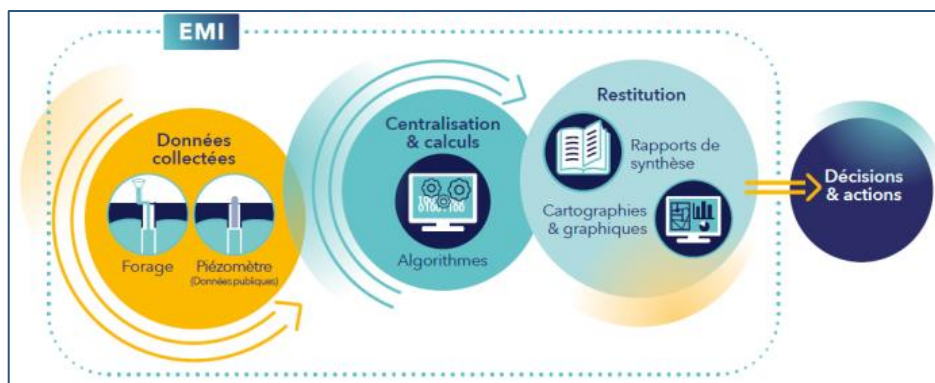 EMI
Données
collectées
Forage
Piézomètre
(Données publiques)
Centralisation
& calculs
Algorithmes
Restitution
Rapports de
synthèse
Cartographies
& graphiques
Décisions
& actions